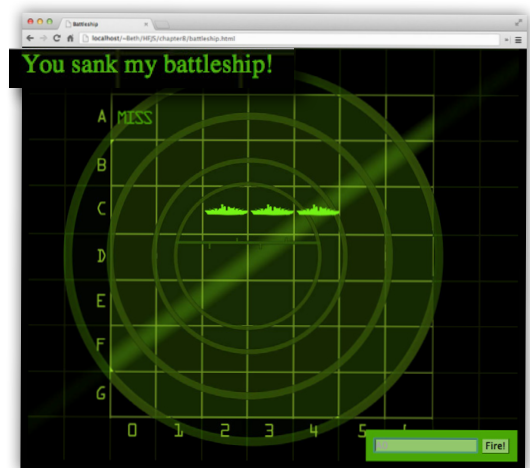 Battleship
localhost/~Beth/HFJS/chapter8/battleship.html
You sank my battleship!
A MISS
B
C
D
E
F
G
0 1 2 3 4 5
Fire!